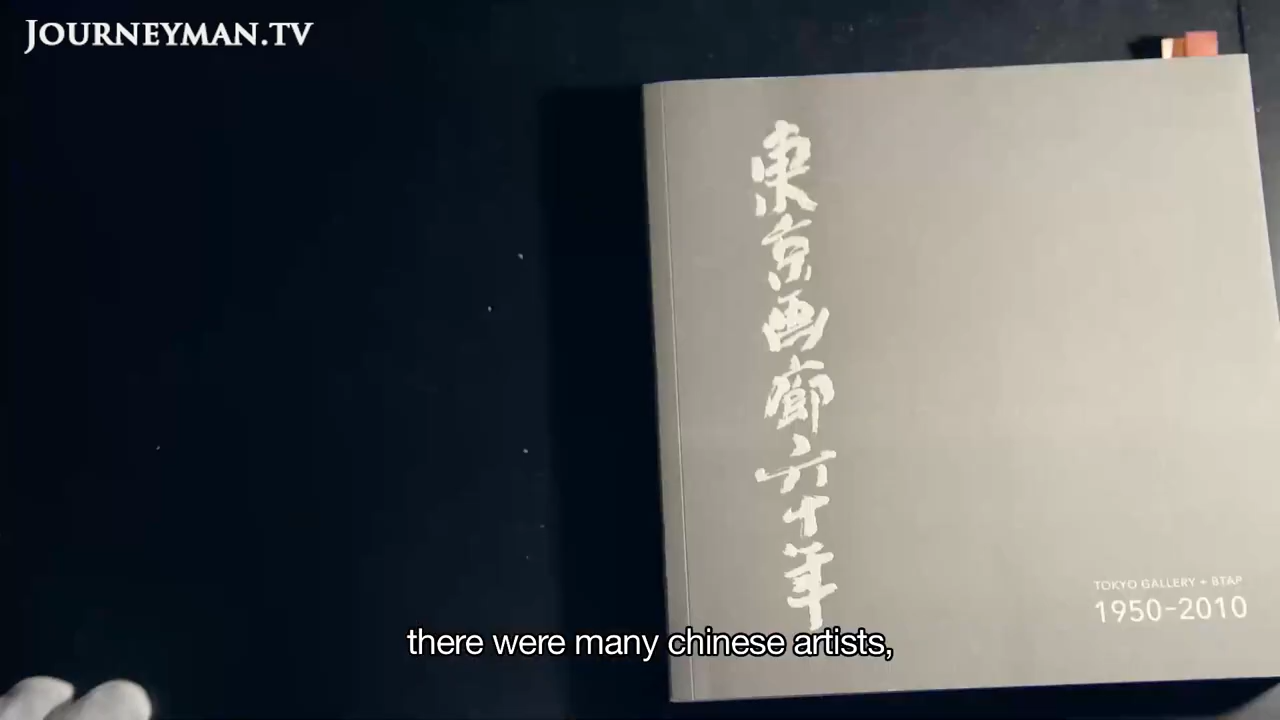 JOURNEYMAN.TV
東京画廊六十年
TOKYO GALLERY + BTAP
1950-2010
there were many chinese artists,